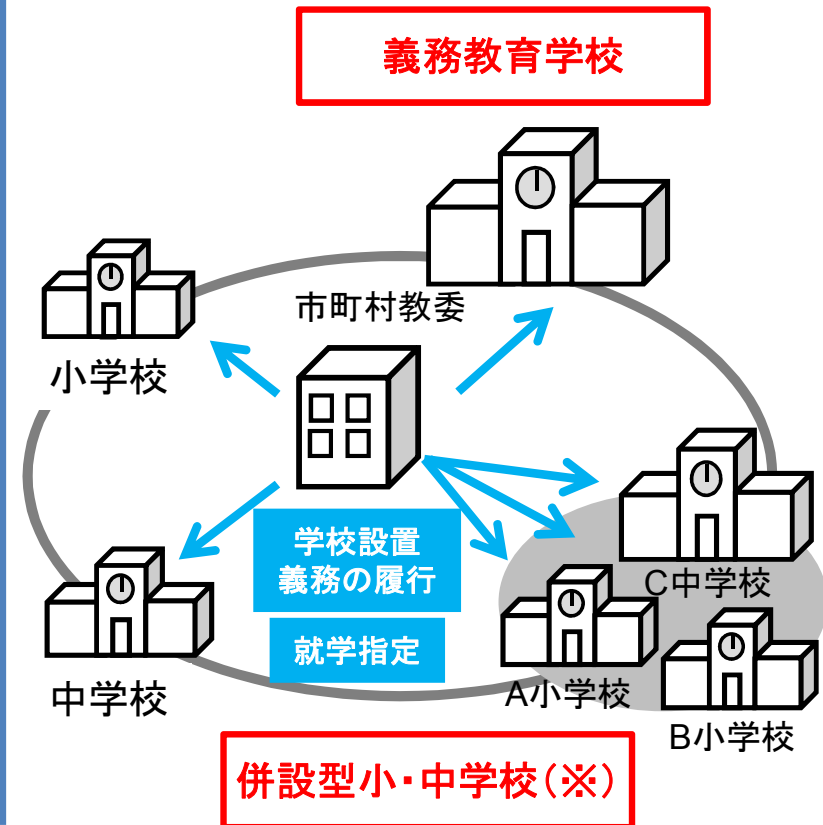 義務教育学校
市町村教委
小学校
学校設置
義務の履行
就学指定
中学校
C中学校
A小学校
B小学校
併設型小・中学校(※)